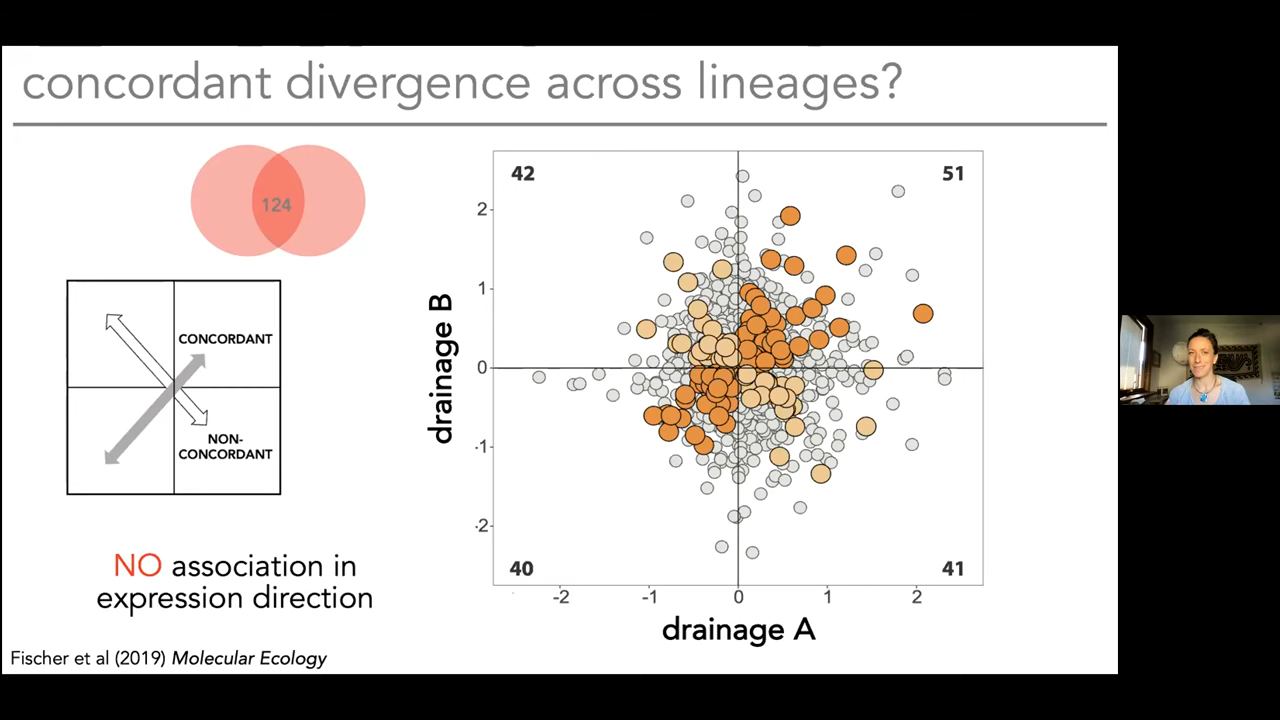 concordant divergence across lineages?
124
CONCORDANT
NON-
CONCORDANT
NO association in
expression direction
Fischer et al (2019) Molecular Ecology
42
51
40
41
drainage B
2
1
0
-1
-2
-2
-1
0
1
2
drainage A